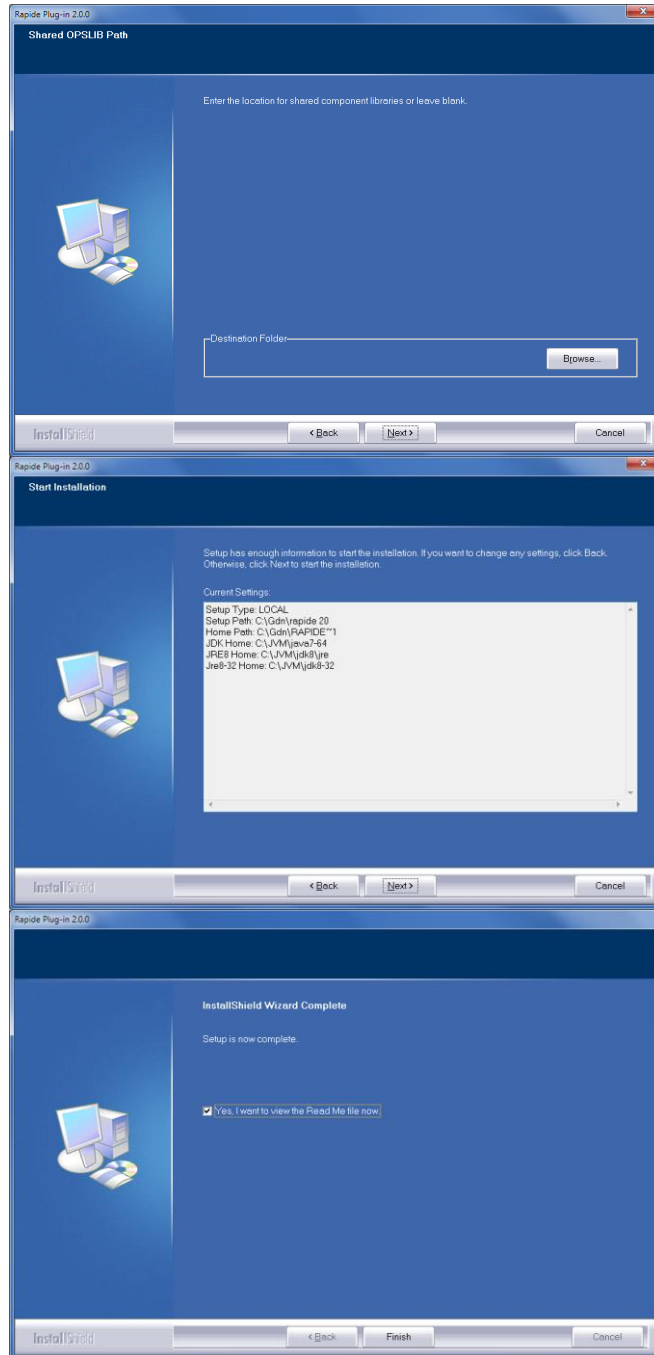 Rapide Plug-in 2.0.0
Shared OPSLIB Path
Enter the location for shared component libraries or leave blank.
Destination Folder
Browse...
InstallShield
< Back
Next >
Cancel
Rapide Plug-in 2.0.0
Start Installation
Setup has enough information to start the installation. If you want to change any settings, click Back.
Otherwise, click Next to start the installation.
Current Settings:
Setup Type: LOCAL
Setup Path: C:\Gdn\rapide 20
Home Path: C:\Gdn\RAPIDE~1
JDK Home: C:\JVM\java7-64
JRE8 Home: C:\JVM\jdk8\jre
Jre8-32 Home: C:\JVM\jdk8-32
InstallShield
< Back
Next >
Cancel
Rapide Plug-in 2.0.0
InstallShield Wizard Complete
Setup is now complete.
Yes, I want to view the Read Me file now.
InstallShield
< Back
Finish
Cancel